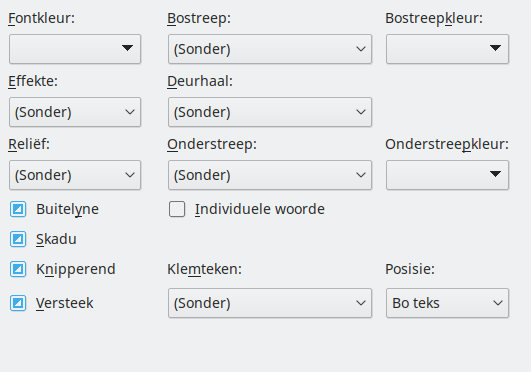 Fontkleur: Bostreep: Bostreepkleur:
(Sonder)
Effekte: Deurhaal:
(Sonder) (Sonder)
Reliëf: Onderstreep: Onderstreepkleur:
(Sonder) (Sonder)
Buitelyne Individuele woorde
Skadu
Knipperend Klemteken: Posisie:
Versteek (Sonder) Bo teks